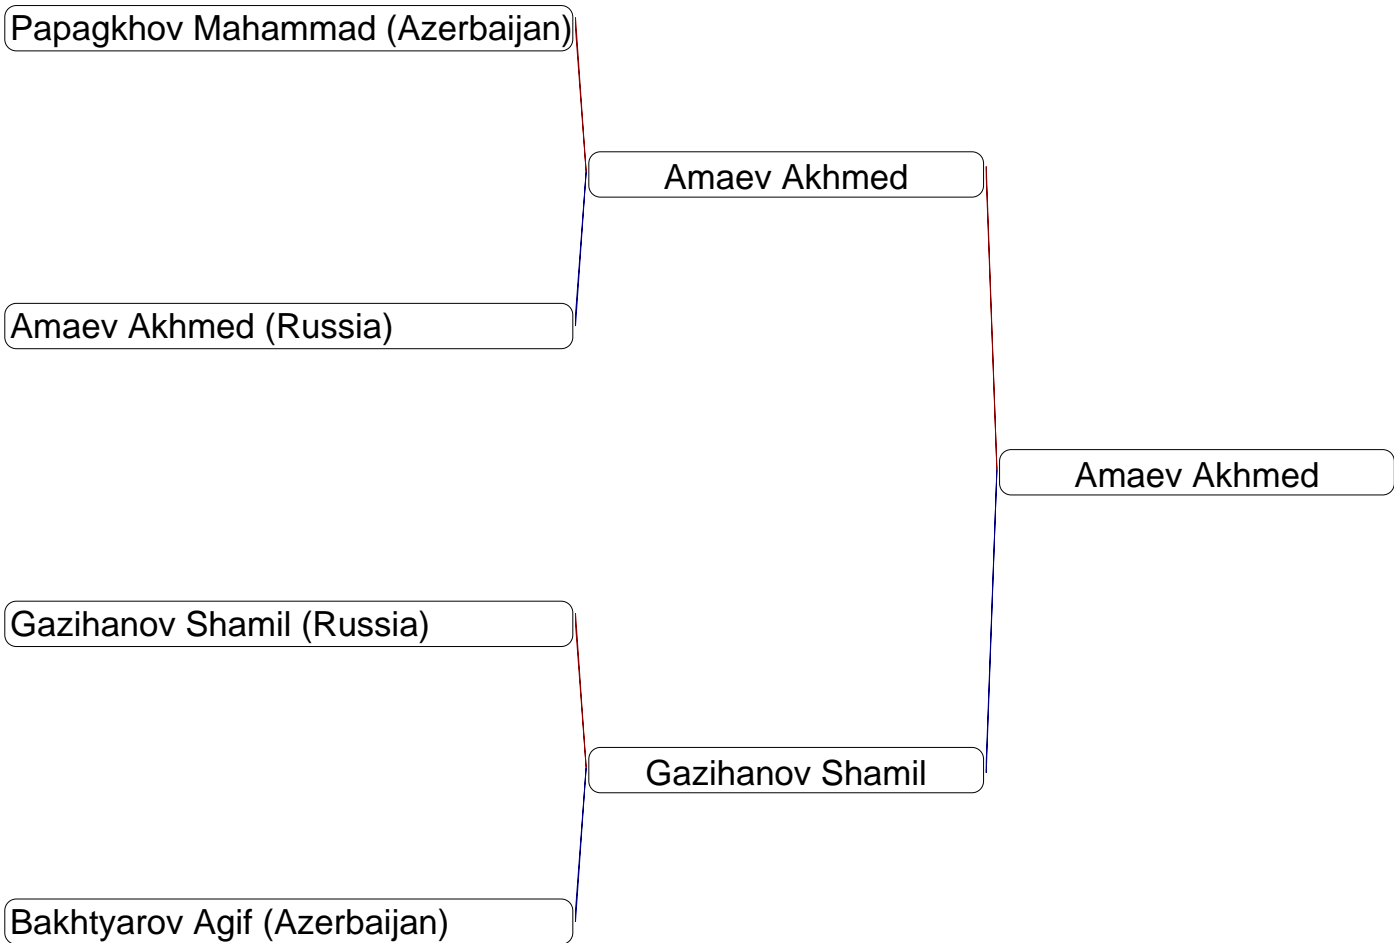 Papagkhov Mahammad (Azerbaijan)
Amaev Akhmed
Amaev Akhmed (Russia)
Amaev Akhmed
Gazihanov Shamil (Russia)
Gazihanov Shamil
Bakhtyarov Agif (Azerbaijan)